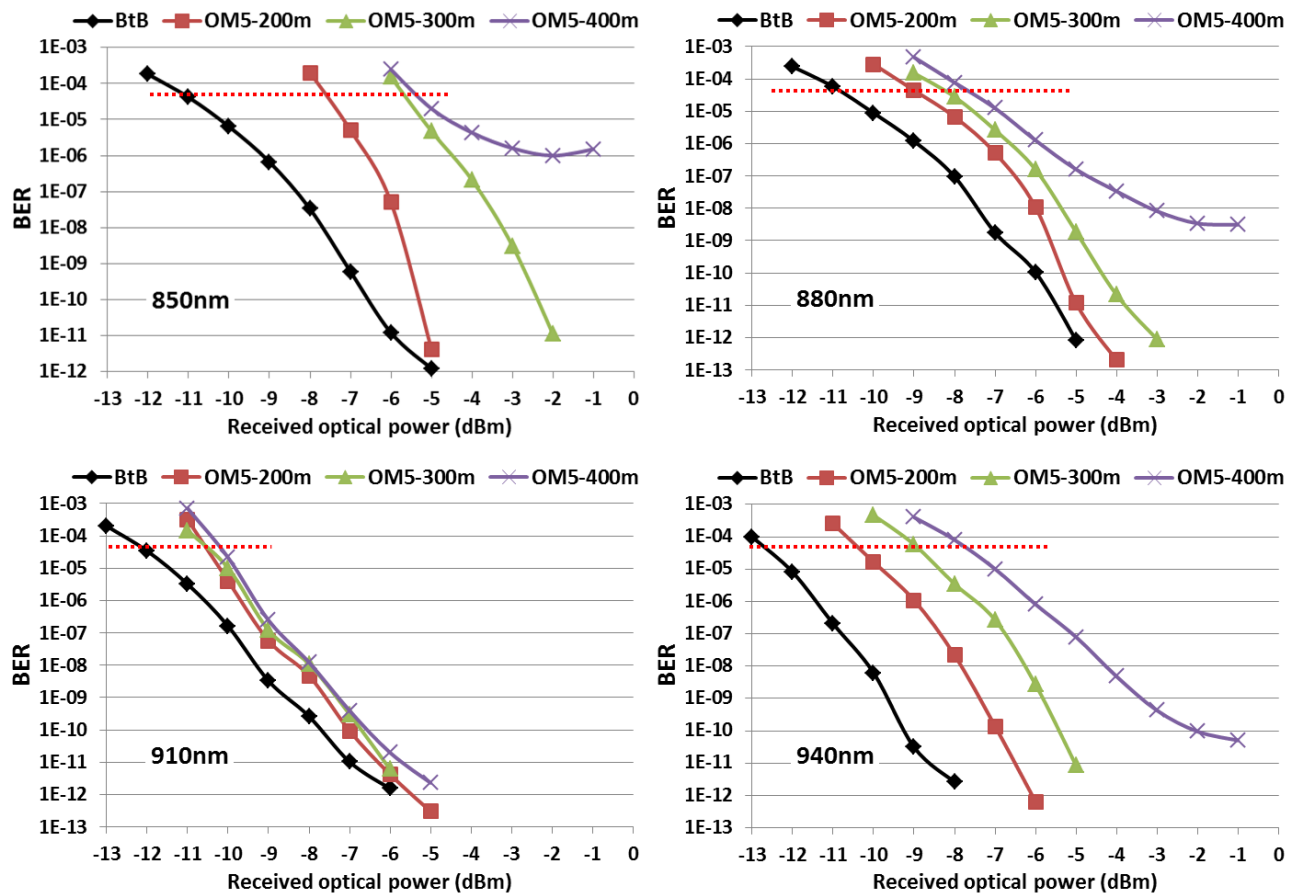 BtB OM5-200m OM5-300m OM5-400m
1E-03
1E-04
1E-05
1E-06
1E-07
1E-08
1E-09
1E-10
1E-11
1E-12
BER
850nm
-13 -12 -11 -10 -9 -8 -7 -6 -5 -4 -3 -2 -1 0
Received optical power (dBm)
BtB OM5-200m OM5-300m OM5-400m
1E-03
1E-04
1E-05
1E-06
1E-07
1E-08
1E-09
1E-10
1E-11
1E-12
1E-13
BER
880nm
-13 -12 -11 -10 -9 -8 -7 -6 -5 -4 -3 -2 -1 0
Received optical power (dBm)
BtB OM5-200m OM5-300m OM5-400m
1E-03
1E-04
1E-05
1E-06
1E-07
1E-08
1E-09
1E-10
1E-11
1E-12
1E-13
BER
910nm
-13 -12 -11 -10 -9 -8 -7 -6 -5 -4 -3 -2 -1 0
Received optical power (dBm)
BtB OM5-200m OM5-300m OM5-400m
1E-03
1E-04
1E-05
1E-06
1E-07
1E-08
1E-09
1E-10
1E-11
1E-12
1E-13
BER
940nm
-13 -12 -11 -10 -9 -8 -7 -6 -5 -4 -3 -2 -1 0
Received optical power (dBm)